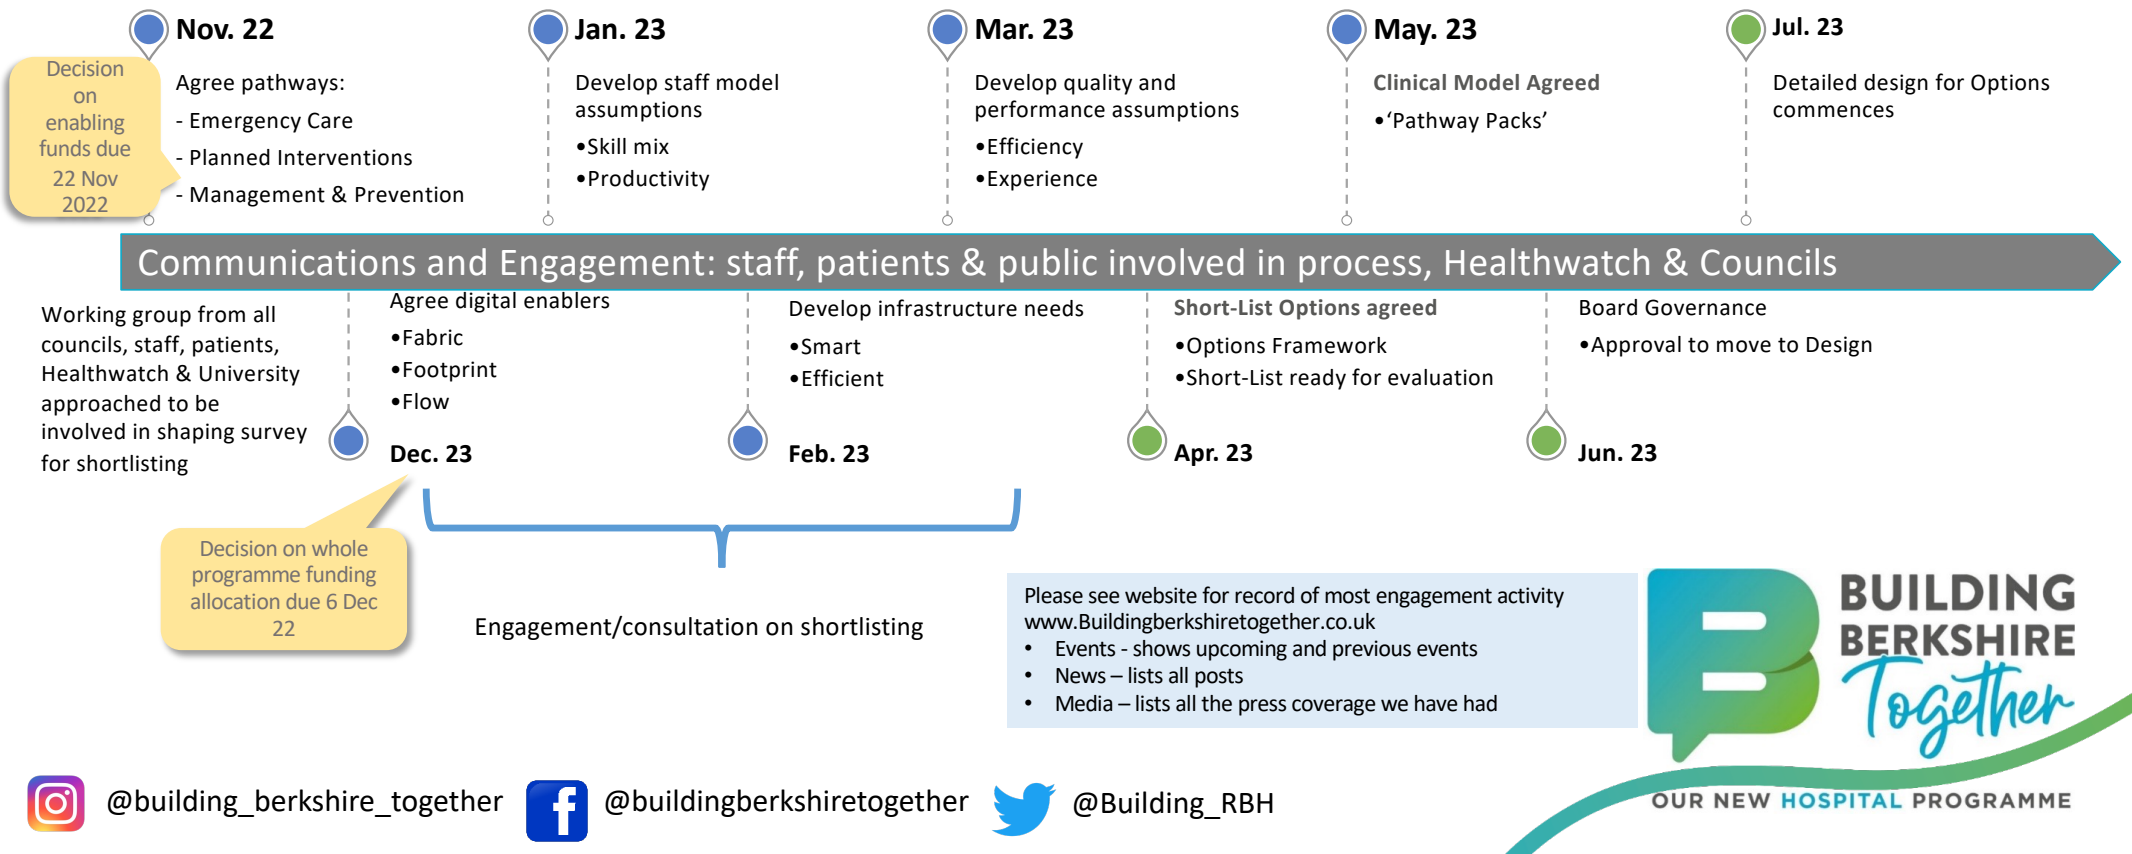 Nov. 22
Agree pathways:
- Emergency Care
- Planned Interventions
- Management & Prevention
Decision
on
enabling
funds due
22 Nov
2022
Jan. 23
Develop staff model
assumptions
•Skill mix
•Productivity
Mar. 23
Develop quality and
performance assumptions
•Efficiency
•Experience
May. 23
Clinical Model Agreed
•‘Pathway Packs’
Jul. 23
Detailed design for Options
commences
Communications and Engagement: staff, patients & public involved in process, Healthwatch & Councils
Working group from all
councils, staff, patients,
Healthwatch & University
approached to be
involved in shaping survey
for shortlisting
Agree digital enablers
•Fabric
•Footprint
•Flow
Dec. 23
Develop infrastructure needs
•Smart
•Efficient
Feb. 23
Short-List Options agreed
•Options Framework
•Short-List ready for evaluation
Apr. 23
Board Governance
•Approval to move to Design
Jun. 23
Decision on whole
programme funding
allocation due 6 Dec
22
Engagement/consultation on shortlisting
Please see website for record of most engagement activity
www.Buildingberkshiretogether.co.uk
• Events - shows upcoming and previous events
• News – lists all posts
• Media – lists all the press coverage we have had
BUILDING
BERKSHIRE
Together
OUR NEW HOSPITAL PROGRAMME
@building_berkshire_together
@buildingberkshiretogether
@Building_RBH